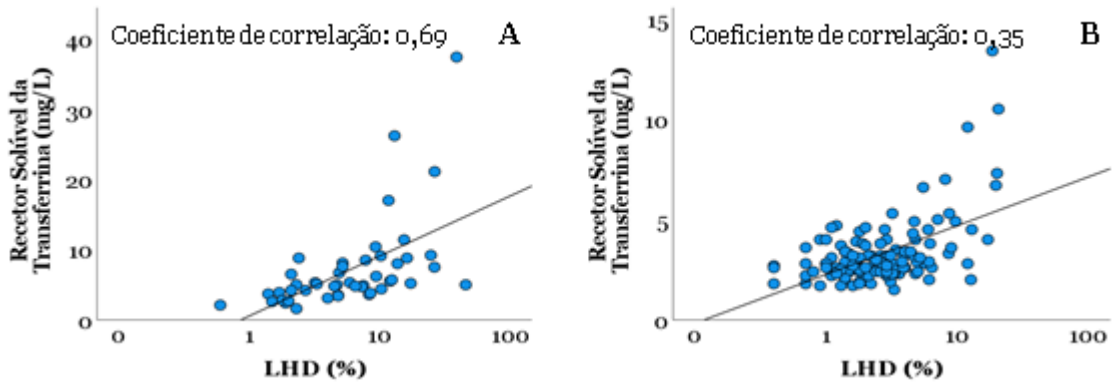 Coeficiente de correlação: 0,69
A
Recetor Solúvel da
Transferrina (mg/L)
40
30
20
10
0
0
1
10
100
LHD (%)
Coeficiente de correlação: 0,35
B
Recetor Solúvel da
Transferrina (mg/L)
15
10
5
0
0
1
10
100
LHD (%)